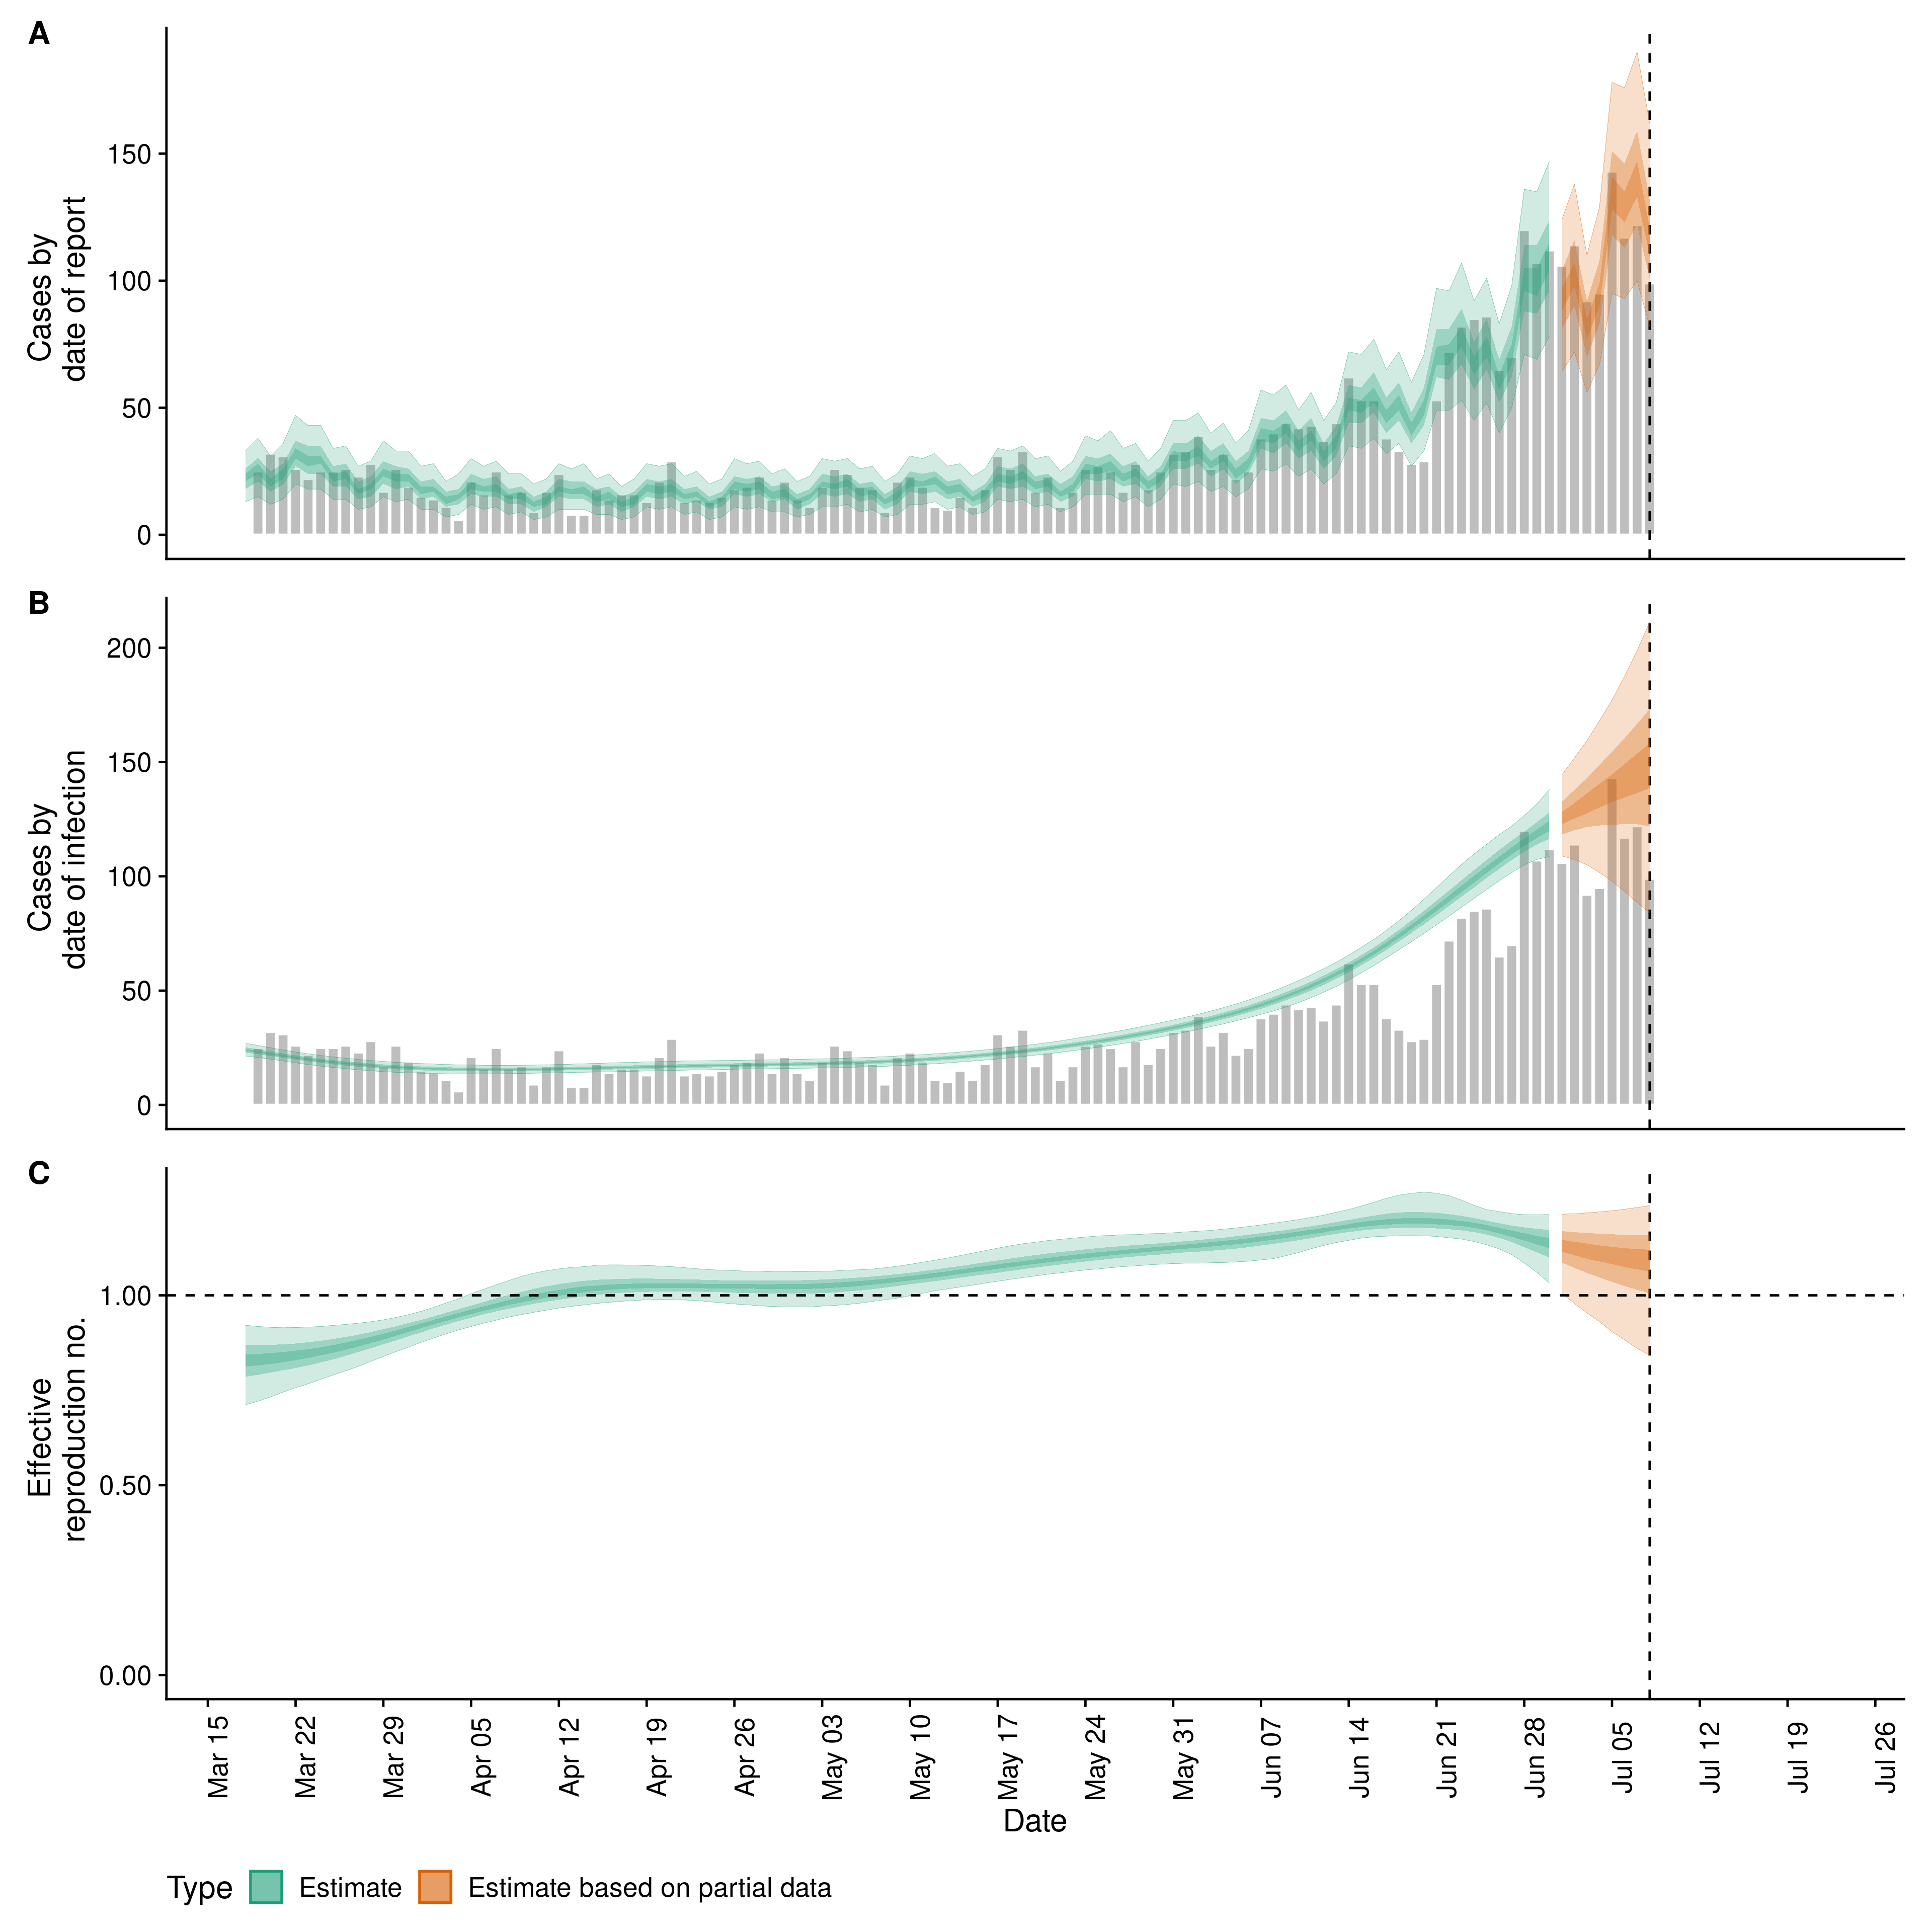 A
Cases by
date of report
150
100
50
0
B
Cases by
date of infection
200
150
100
50
0
C
Effective
reproduction no.
1.00
0.50
0.00
Mar 15
Mar 22
Mar 29
Apr 05
Apr 12
Apr 19
Apr 26
May 03
May 10
May 17
May 24
May 31
Jun 07
Jun 14
Jun 21
Jun 28
Jul 05
Jul 12
Jul 19
Jul 26
Date
Type Estimate Estimate based on partial data